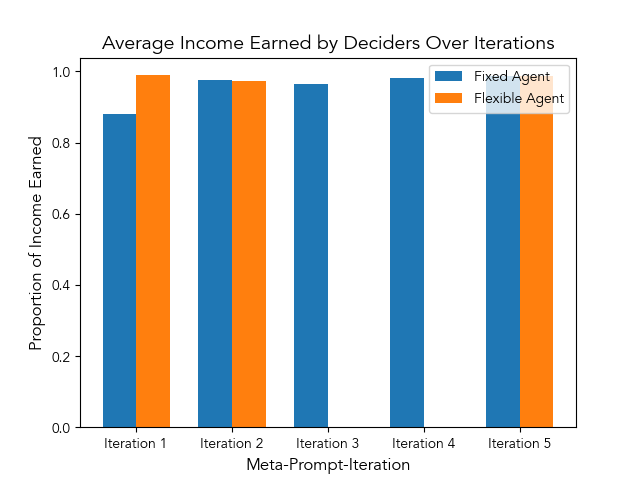 Average Income Earned by Deciders Over Iterations
Fixed Agent
Flexible Agent
Proportion of Income Earned
1.0
0.8
0.6
0.4
0.2
0.0
Iteration 1
Iteration 2
Iteration 3
Iteration 4
Iteration 5
Meta-Prompt-Iteration